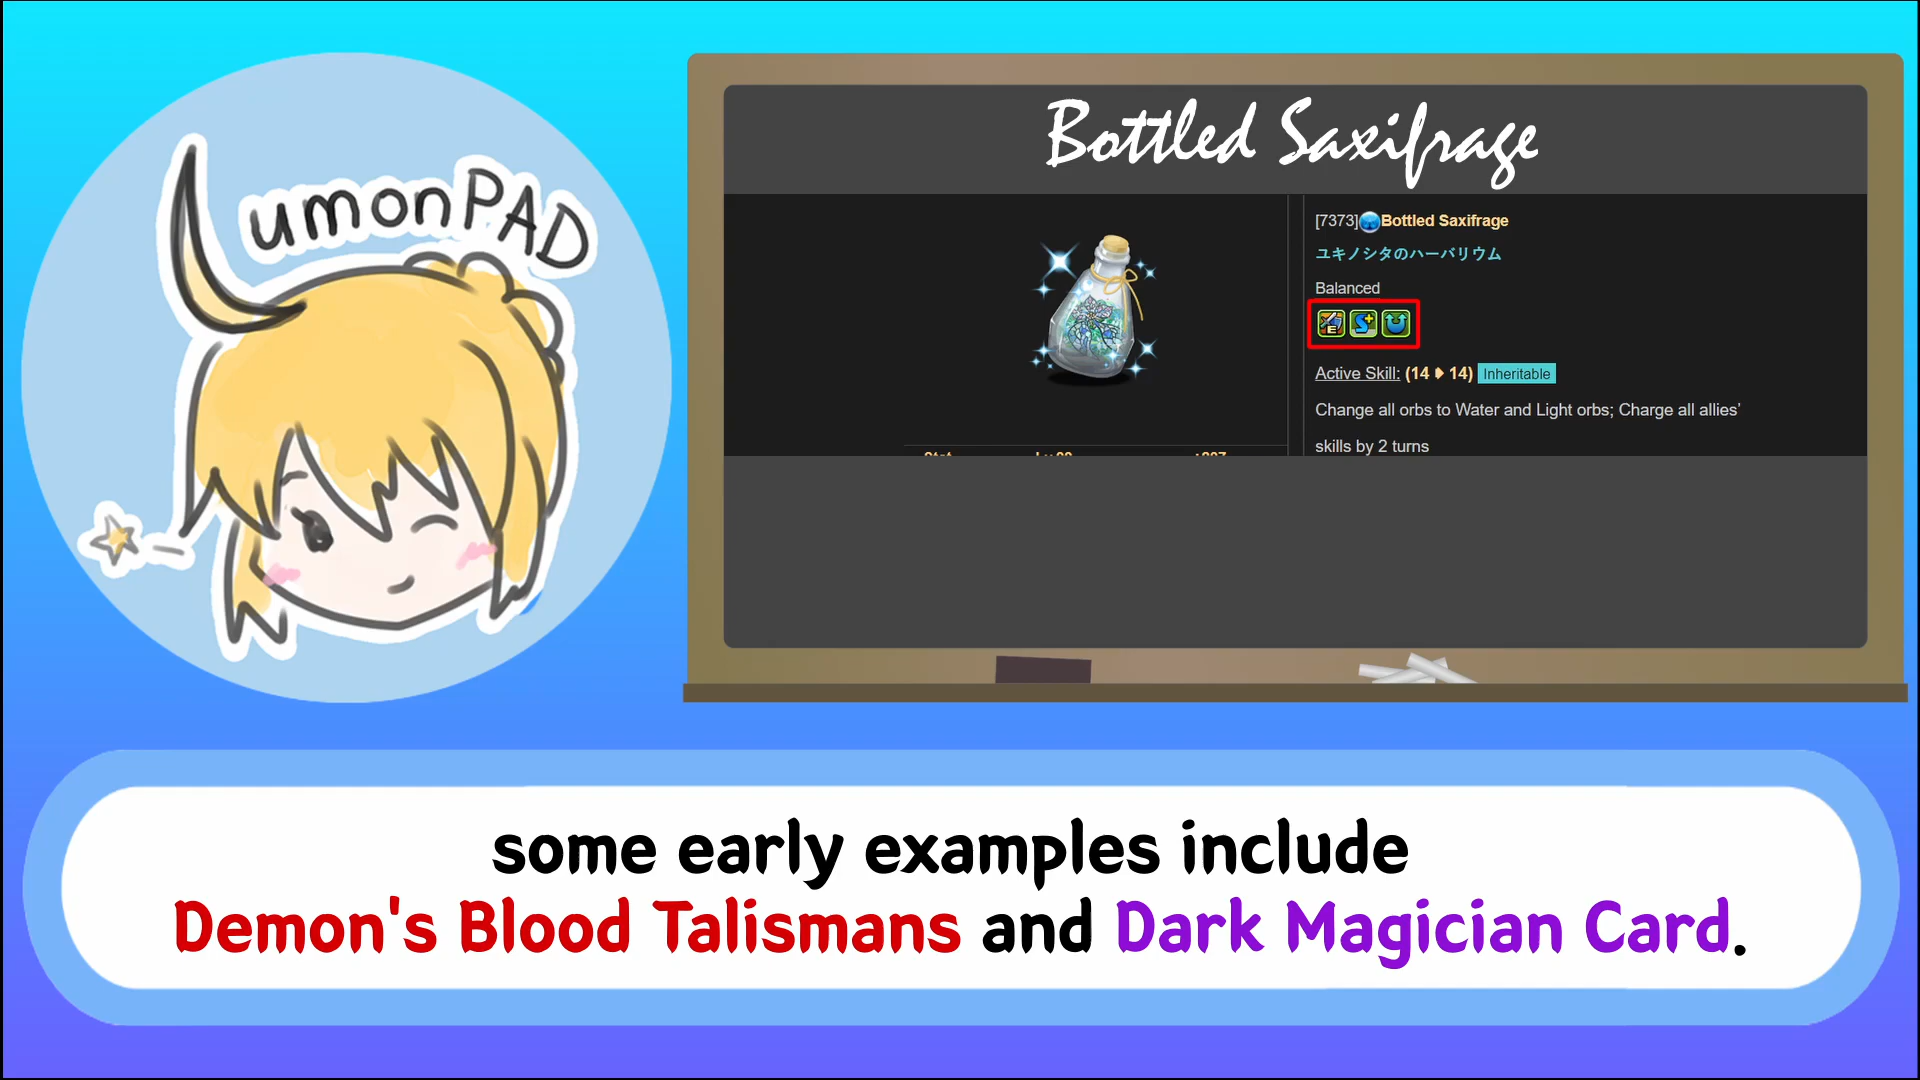 umonPAD
Bottled Saxifrage
[7373]Bottled Saxifrage
ユキノシタのハーバリウム
Balanced
E
Active Skill: (14 ➧ 14) Inheritable
Change all orbs to Water and Light orbs; Charge all allies'
skills by 2 turns
some early examples include
Demon's Blood Talismans and Dark Magician Card.